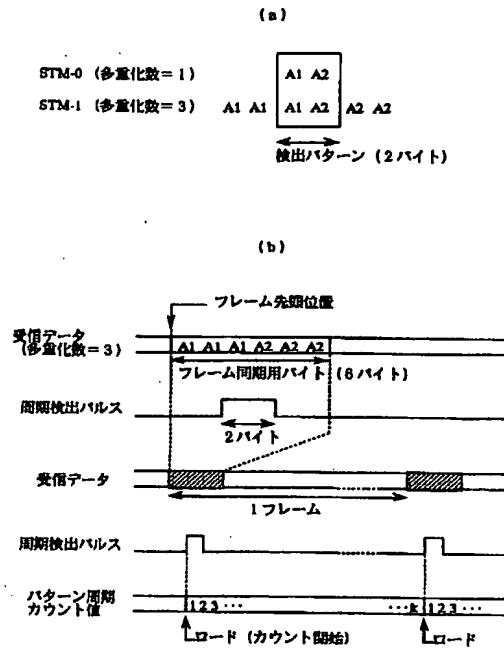 (a)
STM-0 (多重化数=1) A1 A2
STM-1 (多重化数=3) A1 A1 A1 A2 A2 A2
検出パターン (2バイト)
(b)
フレーム先頭位置
受信データ
(多重化数=3) A1 A1 A1 A2 A2 A2
フレーム同期用バイト (6バイト)
同期検出パルス
2バイト
受信データ
1フレーム
同期検出パルス
パターン周期
カウント値 1 2 3 ··· ···k 1 2 3 ···
ロード (カウント開始) ロード